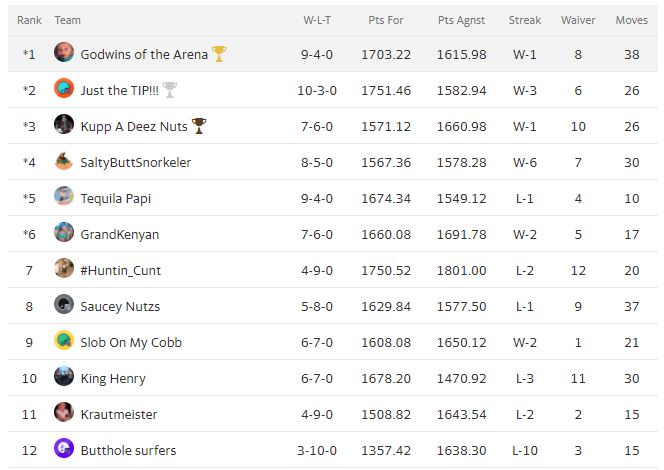 Rank Team W-L-T Pts For Pts Agnst Streak Waiver Moves
*1 Godwins of the Arena 9-4-0 1703.22 1615.98 W-1 8 38
*2 Just the TIP!!! 10-3-0 1751.46 1582.94 W-3 6 26
*3 Kupp A Deez Nuts 7-6-0 1571.12 1660.98 W-1 10 26
*4 SaltyButtSnorkeler 8-5-0 1567.36 1578.28 W-6 7 30
*5 Tequila Papi 9-4-0 1674.34 1549.12 L-1 4 10
*6 GrandKenyan 7-6-0 1660.08 1691.78 W-2 5 17
7 #Huntin_Cunt 4-9-0 1750.52 1801.00 L-2 12 20
8 Saucey Nutzs 5-8-0 1629.84 1577.50 L-1 9 37
9 Slob On My Cobb 6-7-0 1608.08 1650.12 W-2 1 21
10 King Henry 6-7-0 1678.20 1470.92 L-3 11 30
11 Krautmeister 4-9-0 1508.82 1643.54 L-2 2 15
12 Butthole surfers 3-10-0 1357.42 1638.30 L-10 3 15